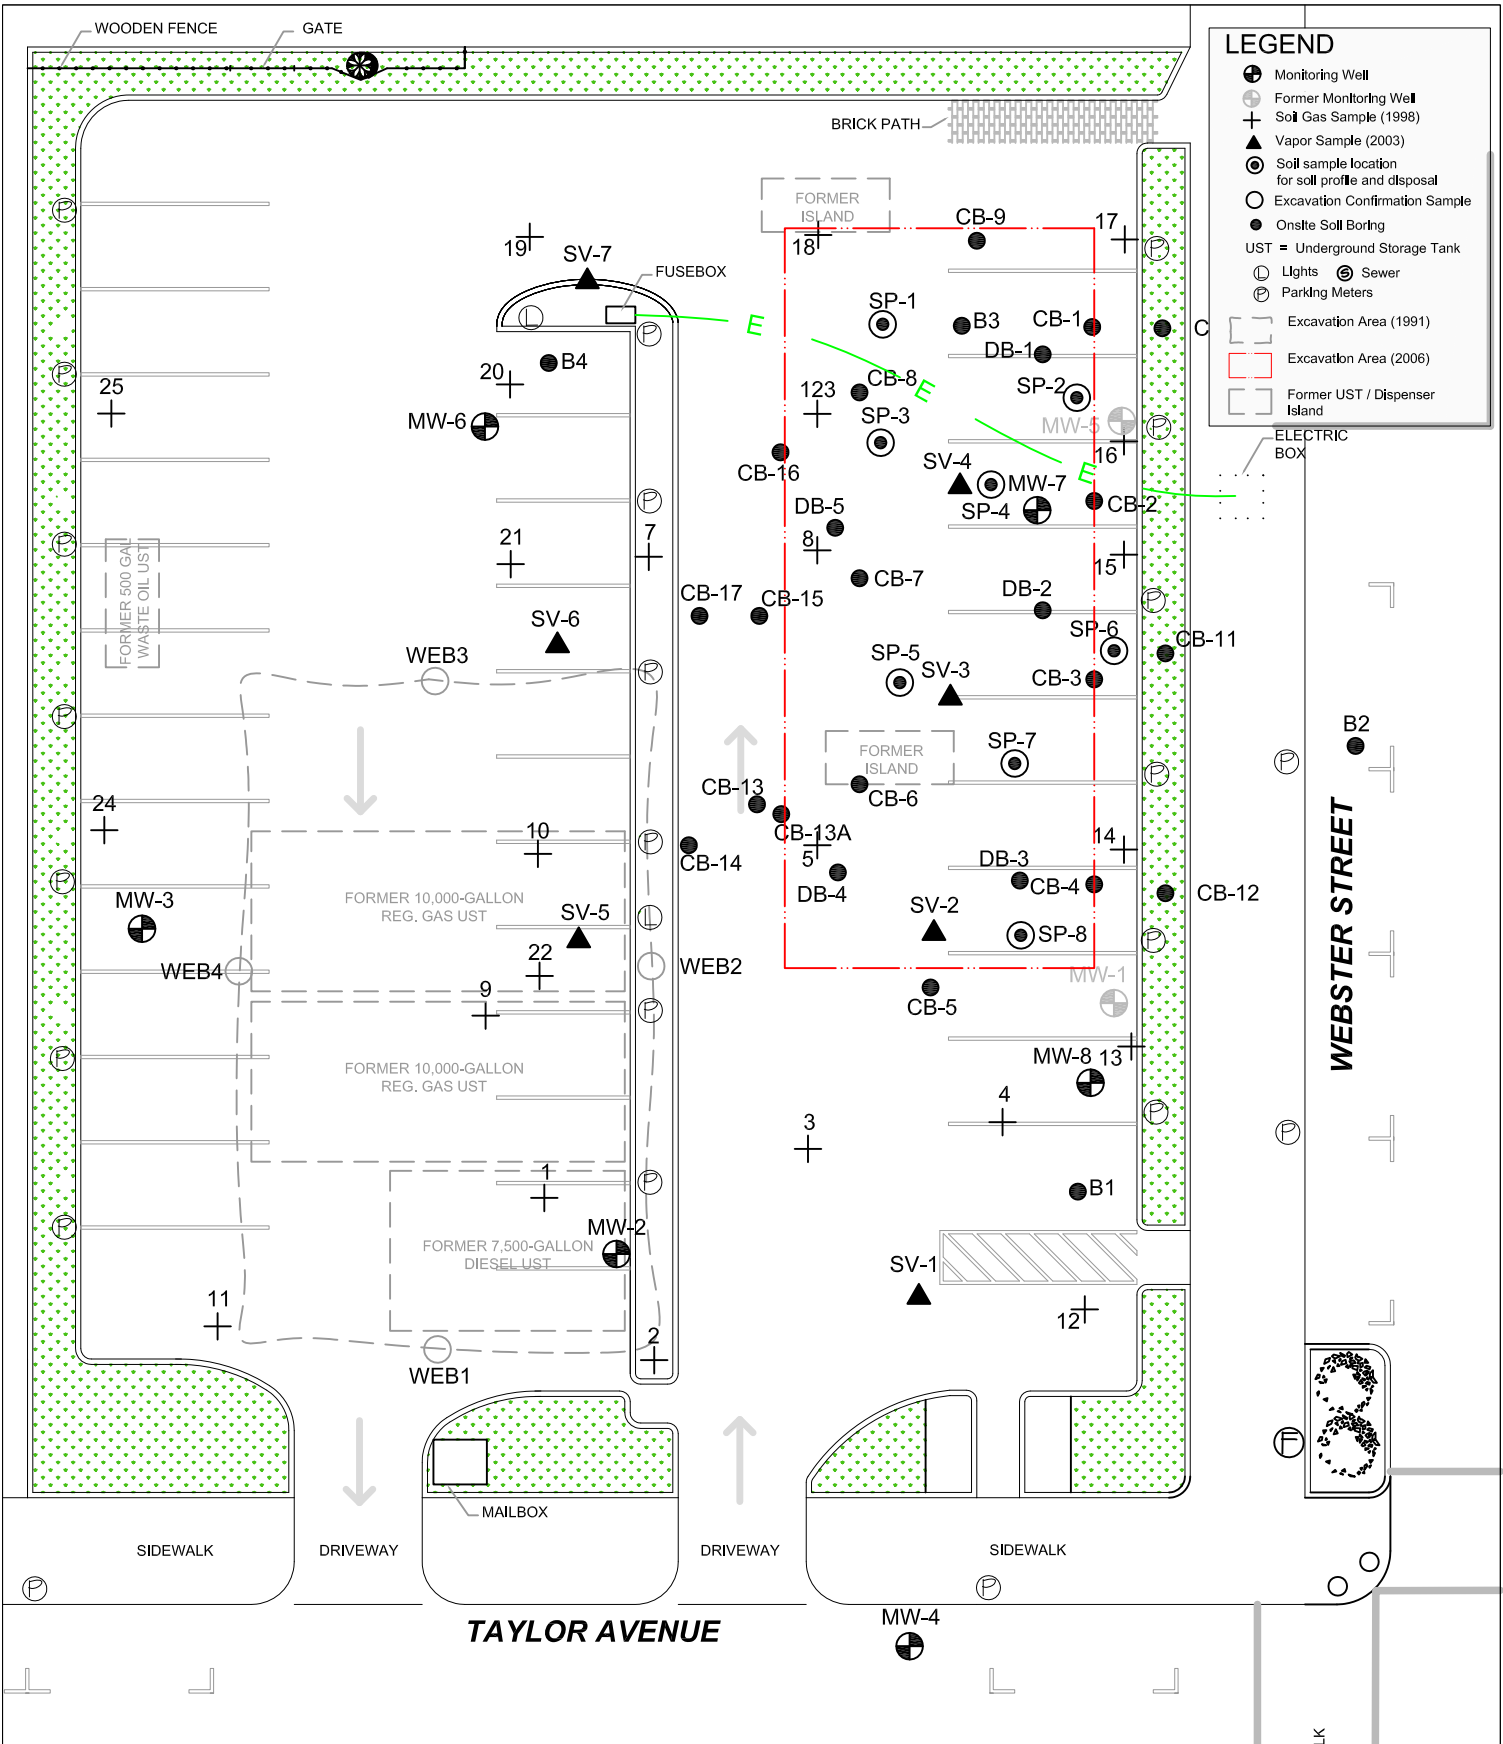 WOODEN FENCE
GATE
LEGEND
Monitoring Well
Former Monitoring Well
Soil Gas Sample (1998)
Vapor Sample (2003)
Soil sample location
for soil profile and disposal
Excavation Confirmation Sample
Onsite Soil Boring
UST = Underground Storage Tank
L Lights S Sewer
P Parking Meters
Excavation Area (1991)
Excavation Area (2006)
Former UST / Dispenser
Island
BRICK PATH
FORMER
ISLAND
CB-9
17
18
19
SV-7
FUSEBOX
E
SP-1
B3
CB-1
C
DB-1
B4
20
25
CB-8
E
SP-2
123
MW-6
SP-3
MW-5
16
ELECTRIC
BOX
CB-16
SV-4
E
MW-7
SP-4
CB-2
DB-5
7
8
21
15
FORMER 500 GAL
WASTE OIL UST
CB-7
CB-17
CB-15
DB-2
SV-6
SP-6
CB-11
WEB3
SP-5
SV-3
CB-3
B2
FORMER
ISLAND
SP-7
CB-13
CB-6
24
10
CB-13A
14
5
CB-14
DB-3
CB-4
DB-4
CB-12
WEBSTER STREET
MW-3
FORMER 10,000-GALLON
REG. GAS UST
SV-5
SV-2
SP-8
WEB4
22
WEB2
MW-1
9
CB-5
MW-8
13
FORMER 10,000-GALLON
REG. GAS UST
3
4
1
B1
MW-2
FORMER 7,500-GALLON
DIESEL UST
SV-1
11
12
2
WEB1
F
MAILBOX
SIDEWALK
DRIVEWAY
DRIVEWAY
SIDEWALK
MW-4
TAYLOR AVENUE
LK